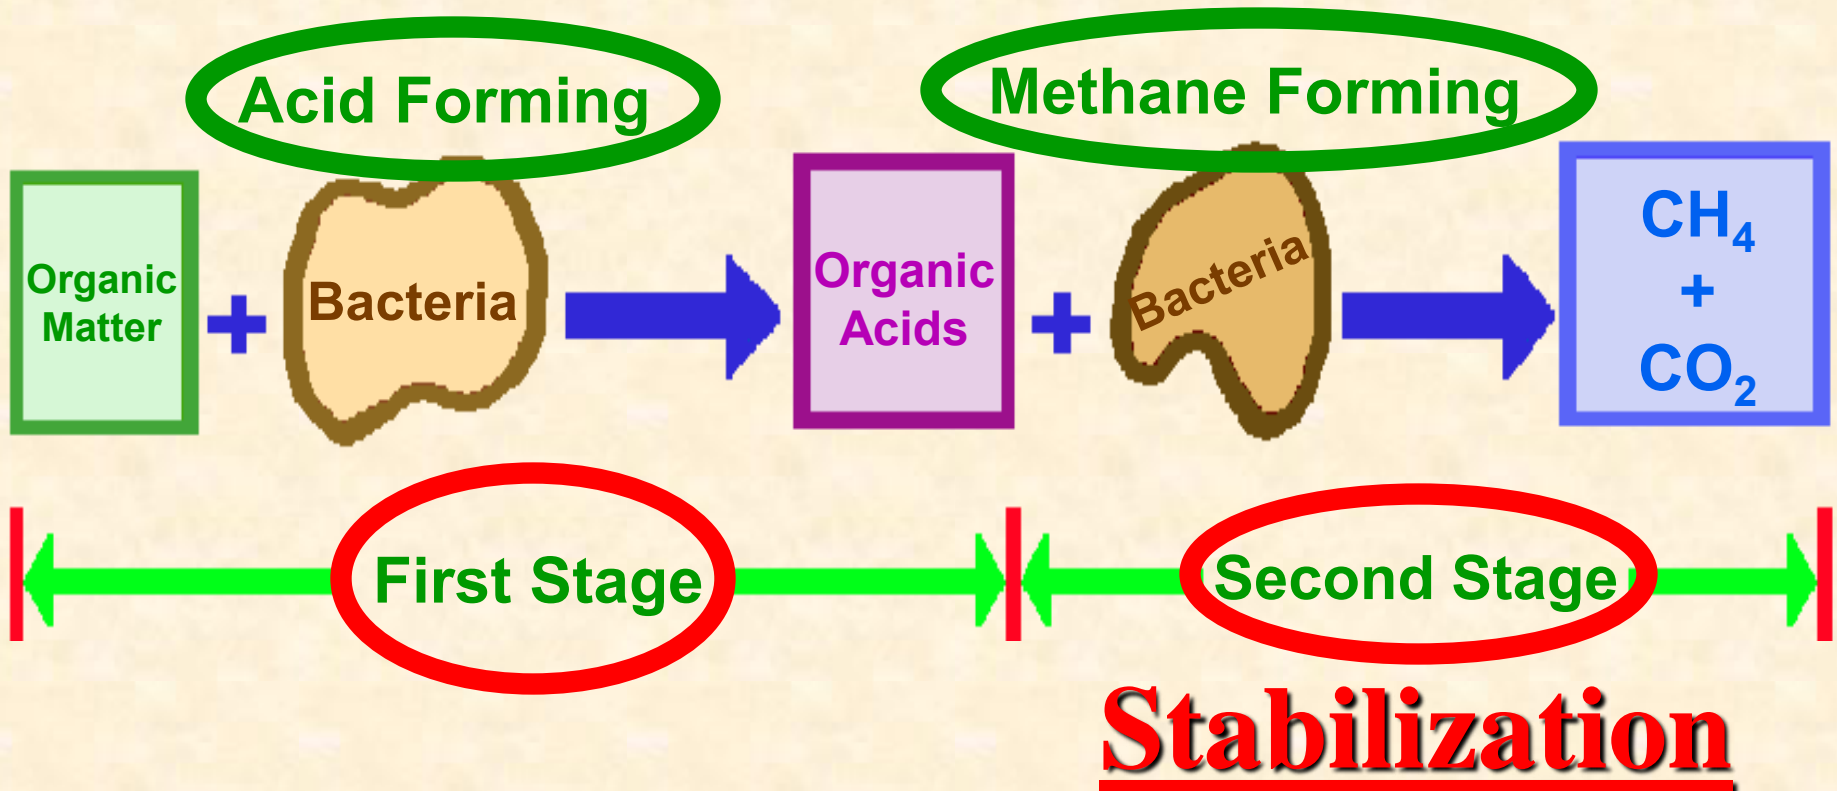 Acid Forming
Methane Forming
Organic
Matter
+
Bacteria
Organic
Acids
+
Bacteria
CH₄
+
CO₂
First Stage
Second Stage
Stabilization